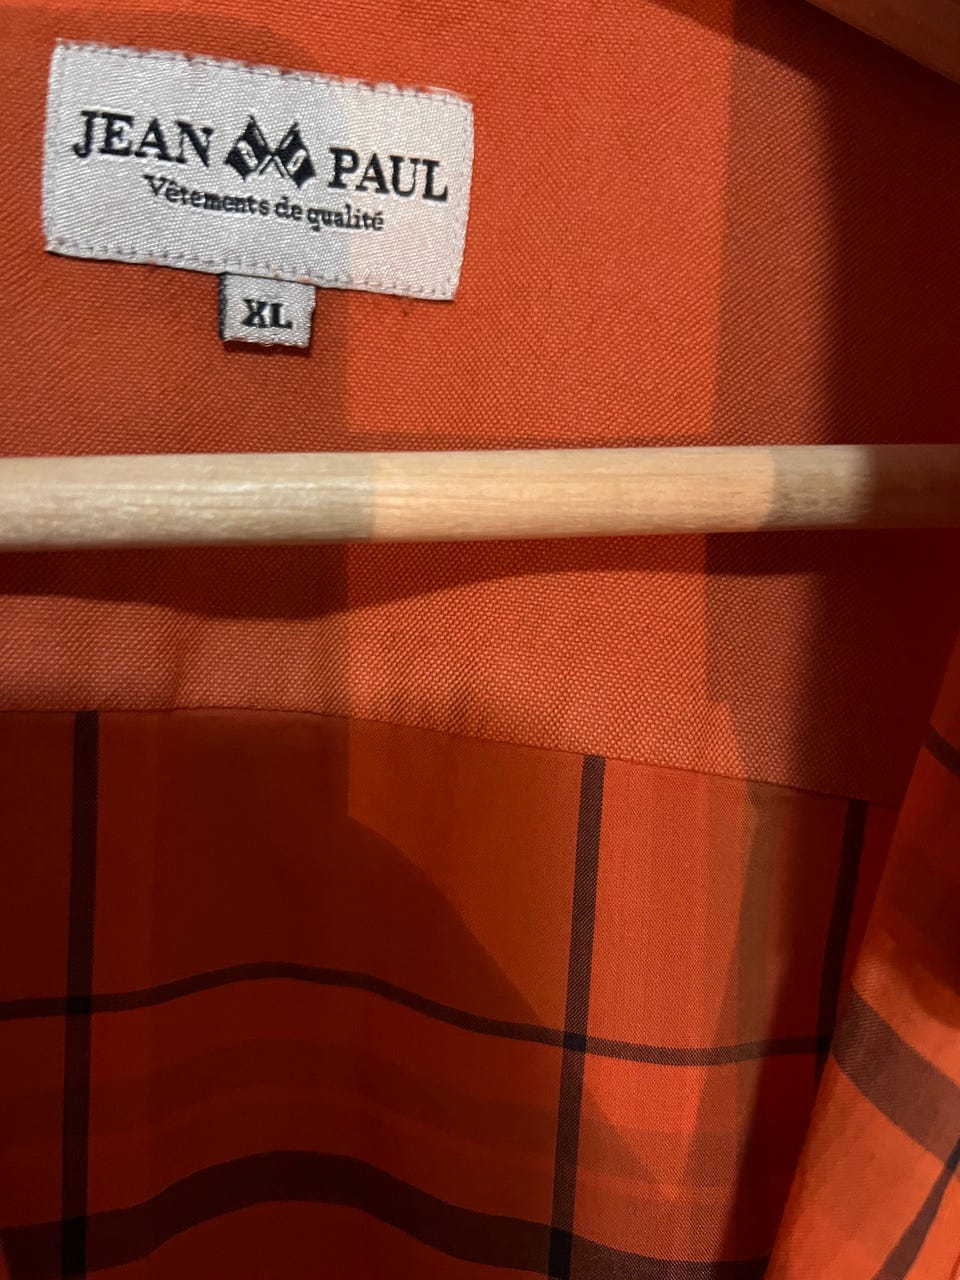 JEAN PAUL
Vêtements de qualité
XL